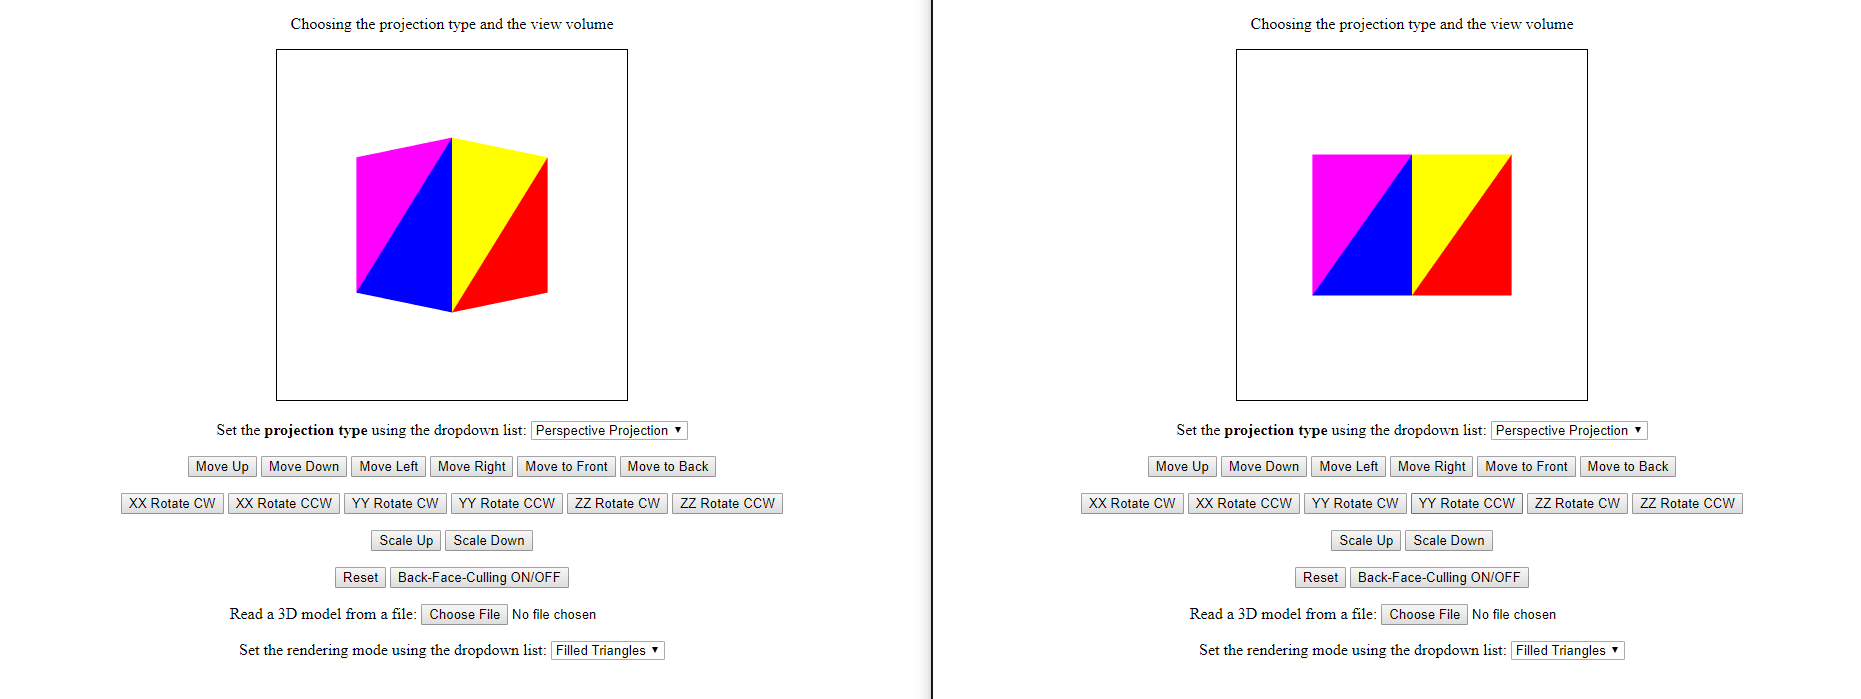 Choosing the projection type and the view volume
Set the projection type using the dropdown list: Perspective Projection
Move Up Move Down Move Left Move Right Move to Front Move to Back
XX Rotate CW XX Rotate CCW YY Rotate CW YY Rotate CCW ZZ Rotate CW ZZ Rotate CCW
Scale Up Scale Down
Reset Back-Face-Culling ON/OFF
Read a 3D model from a file: Choose File No file chosen
Set the rendering mode using the dropdown list: Filled Triangles
Choosing the projection type and the view volume
Set the projection type using the dropdown list: Perspective Projection
Move Up Move Down Move Left Move Right Move to Front Move to Back
XX Rotate CW XX Rotate CCW YY Rotate CW YY Rotate CCW ZZ Rotate CW ZZ Rotate CCW
Scale Up Scale Down
Reset Back-Face-Culling ON/OFF
Read a 3D model from a file: Choose File No file chosen
Set the rendering mode using the dropdown list: Filled Triangles